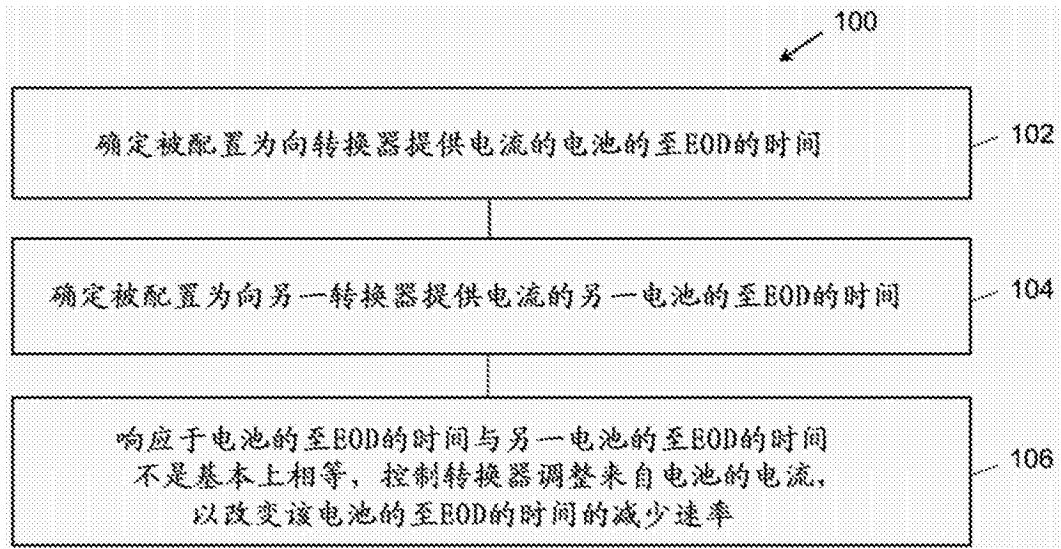 100
确定被配置为向转换器提供电流的电池的至EOD的时间
102
确定被配置为向另一转换器提供电流的另一电池的至EOD的时间
104
响应于电池的至EOD的时间与另一电池的至EOD的时间
不是基本上相等，控制转换器调整来自电池的电流，
以改变该电池的至EOD的时间的减少速率
106